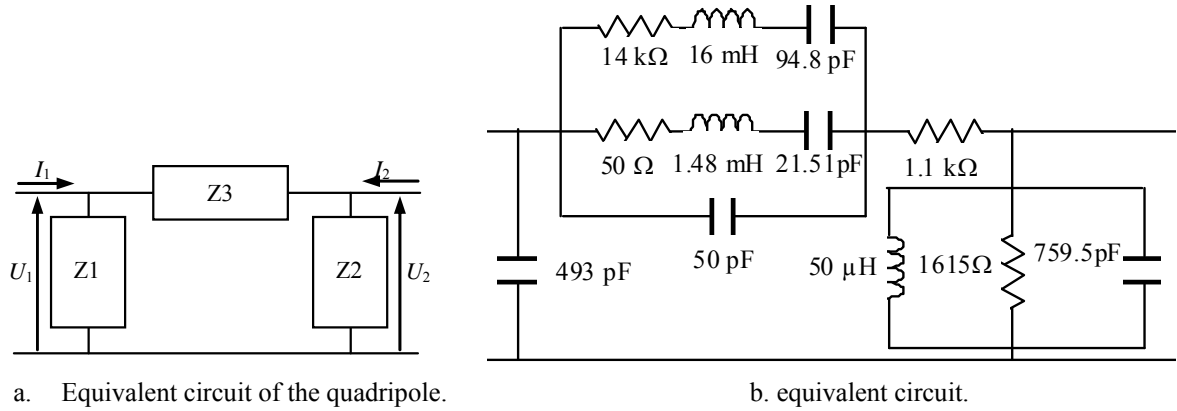 14 kΩ 16 mH 94.8 pF
50 Ω 1.48 mH 21.51pF 1.1 kΩ
I1 I2
Z3
U1 Z1 Z2 U2
50 pF
493 pF 50 µH 1615Ω 759.5pF
a. Equivalent circuit of the quadripole. b. equivalent circuit.